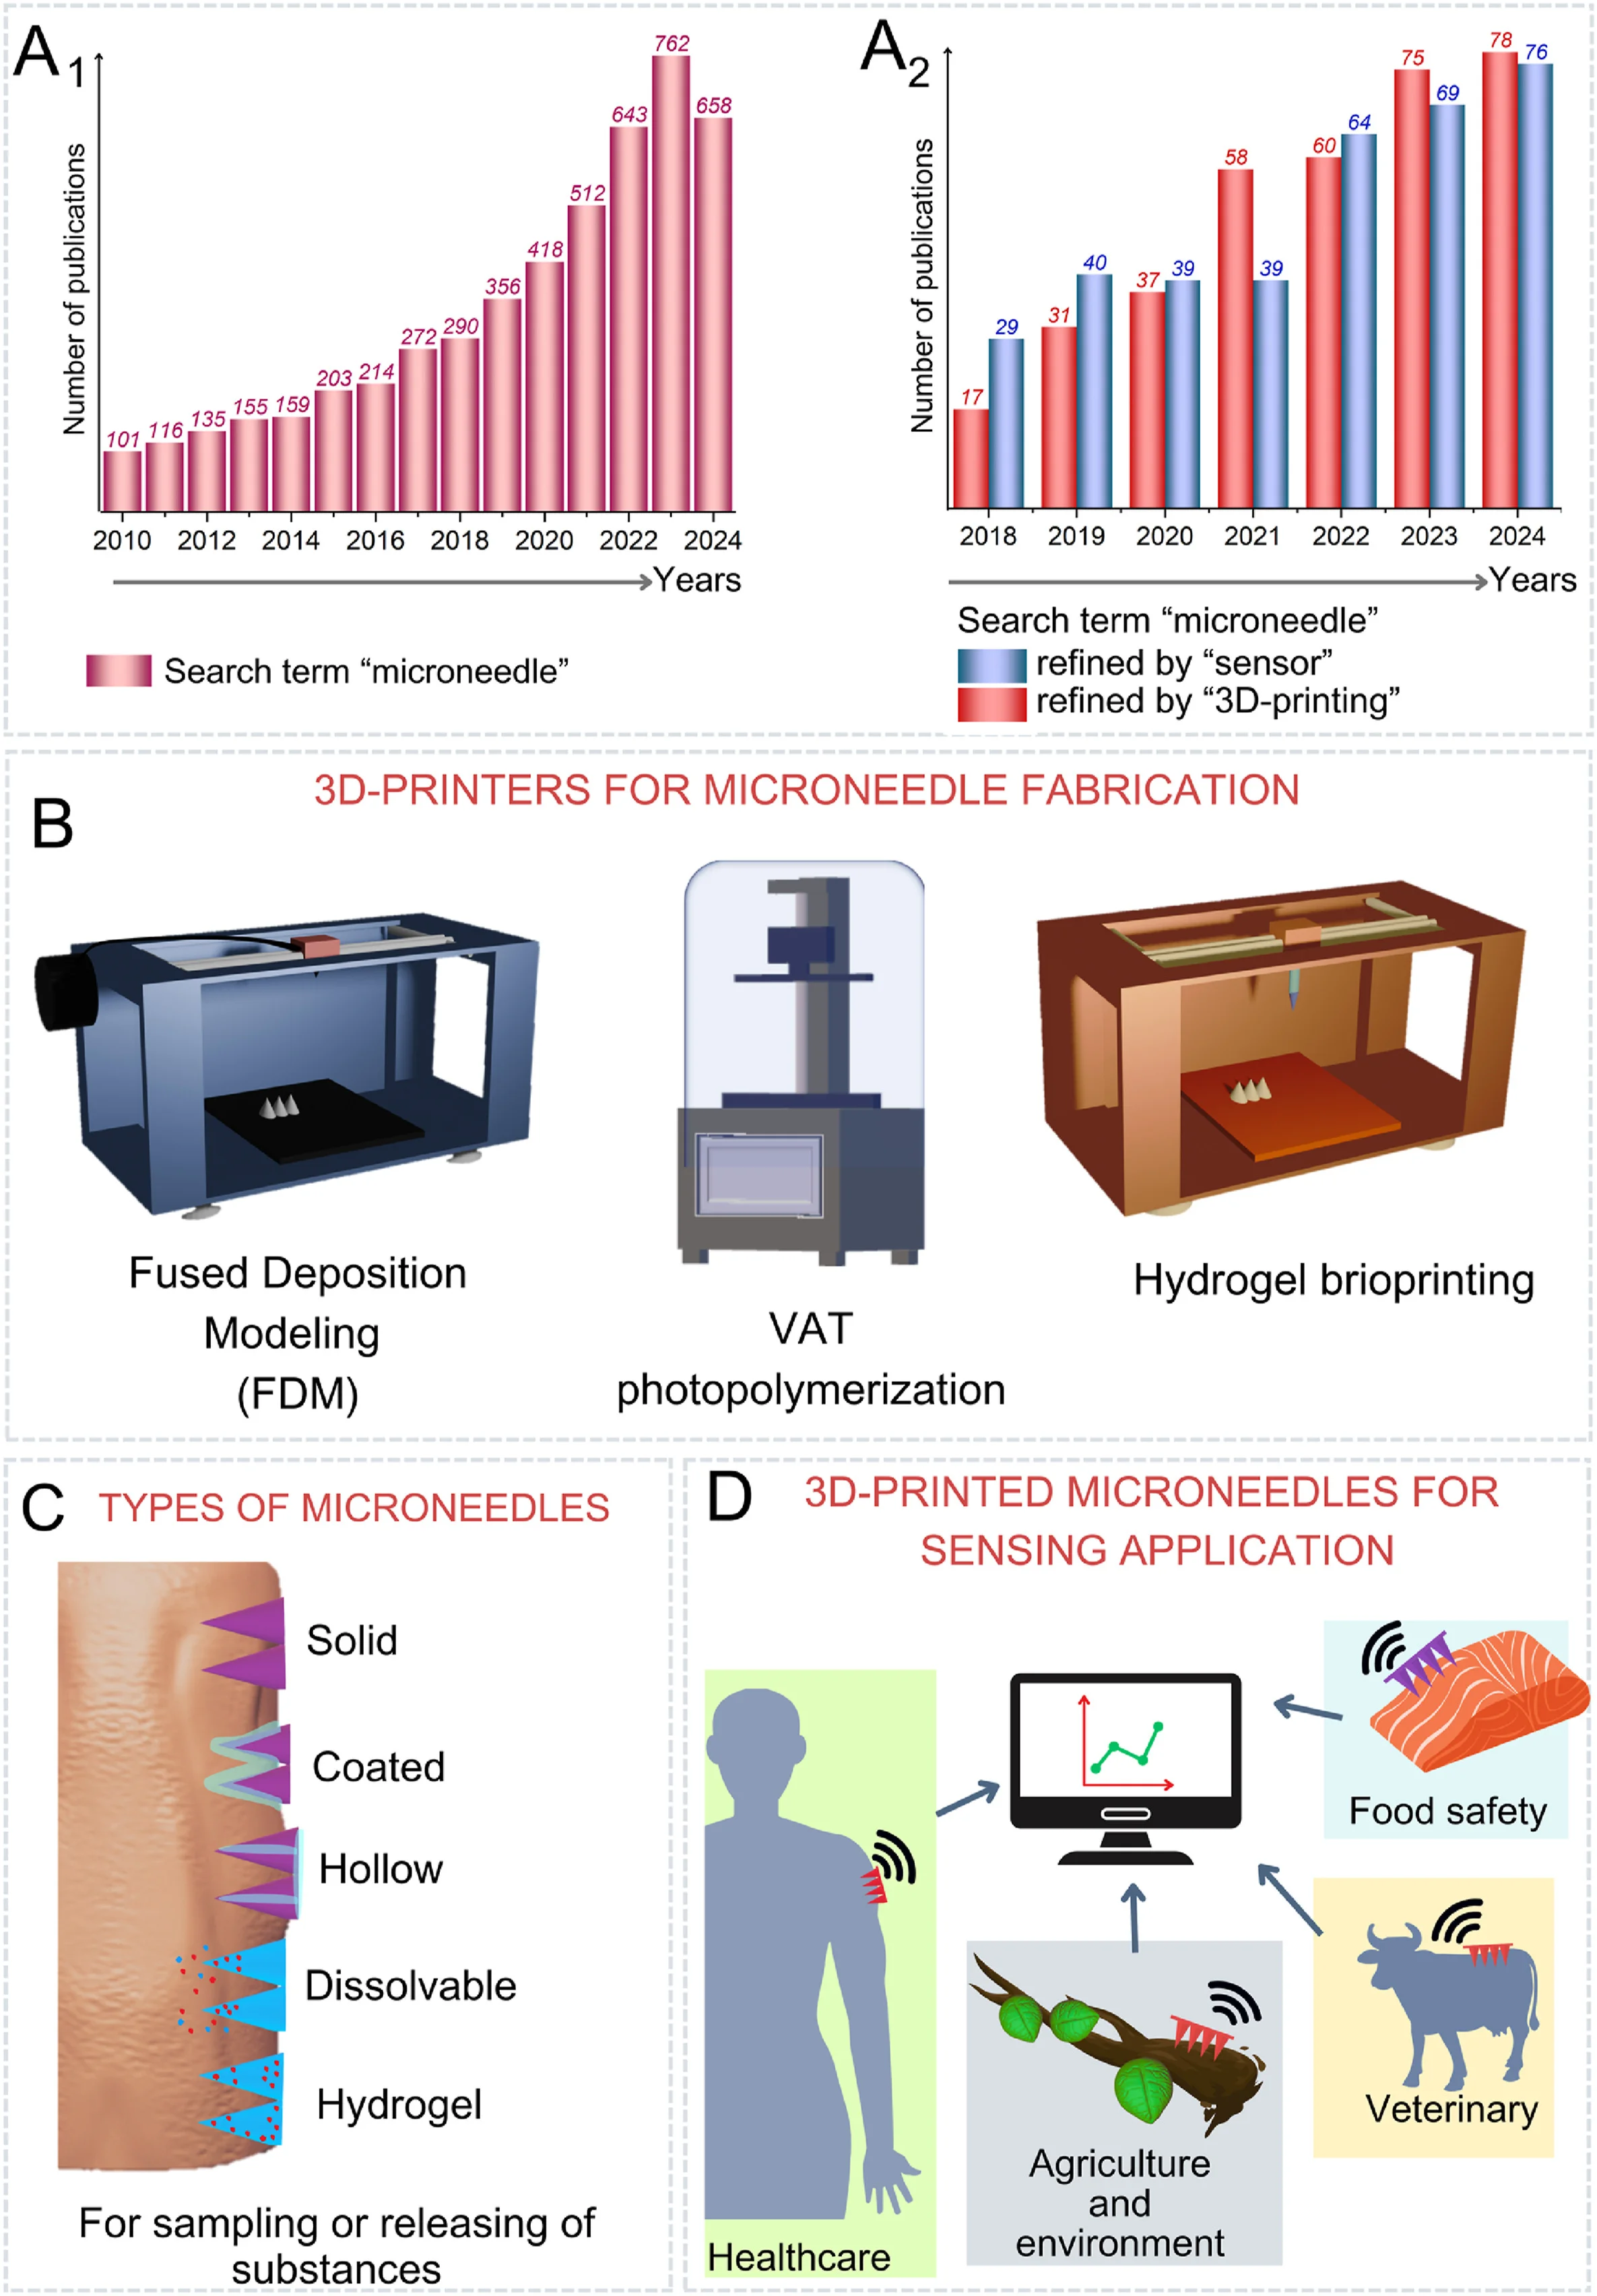 A1
Number of publications
101
116
135
155
159
203
214
272
290
356
418
512
643
762
658
2010 2012 2014 2016 2018 2020 2022 2024
Years
Search term “microneedle”
A2
Number of publications
17
29
31
40
37
39
58
39
60
64
75
69
78
76
2018 2019 2020 2021 2022 2023 2024
Years
Search term “microneedle”
refined by “sensor”
refined by “3D-printing”
B
3D-PRINTERS FOR MICRONEEDLE FABRICATION
Fused Deposition
Modeling
(FDM)
VAT
photopolymerization
Hydrogel brioprinting
C
TYPES OF MICRONEEDLES
Solid
Coated
Hollow
Dissolvable
Hydrogel
For sampling or releasing of
substances
D
3D-PRINTED MICRONEEDLES FOR
SENSING APPLICATION
Healthcare
Agriculture
and
environment
Food safety
Veterinary